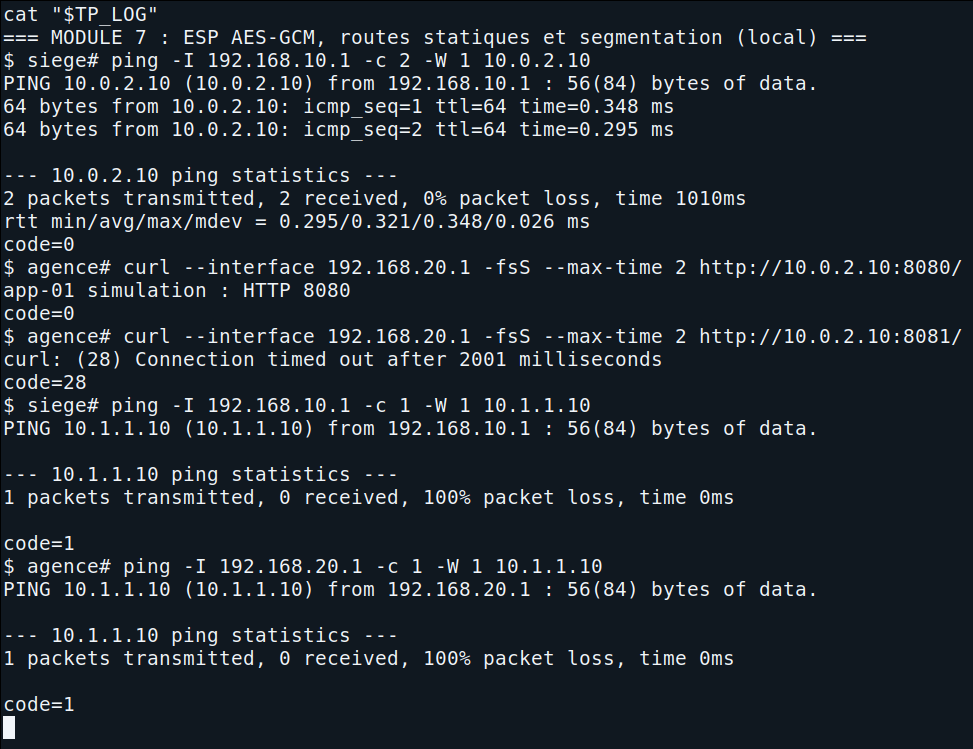 cat "$TP_LOG"
=== MODULE 7 : ESP AES-GCM, routes statiques et segmentation (local) ===
$ siege# ping -I 192.168.10.1 -c 2 -W 1 10.0.2.10
PING 10.0.2.10 (10.0.2.10) from 192.168.10.1 : 56(84) bytes of data.
64 bytes from 10.0.2.10: icmp_seq=1 ttl=64 time=0.348 ms
64 bytes from 10.0.2.10: icmp_seq=2 ttl=64 time=0.295 ms

--- 10.0.2.10 ping statistics ---
2 packets transmitted, 2 received, 0% packet loss, time 1010ms
rtt min/avg/max/mdev = 0.295/0.321/0.348/0.026 ms
code=0
$ agence# curl --interface 192.168.20.1 -fsS --max-time 2 http://10.0.2.10:8080/
app-01 simulation : HTTP 8080
code=0
$ agence# curl --interface 192.168.20.1 -fsS --max-time 2 http://10.0.2.10:8081/
curl: (28) Connection timed out after 2001 milliseconds
code=28
$ siege# ping -I 192.168.10.1 -c 1 -W 1 10.1.1.10
PING 10.1.1.10 (10.1.1.10) from 192.168.10.1 : 56(84) bytes of data.

--- 10.1.1.10 ping statistics ---
1 packets transmitted, 0 received, 100% packet loss, time 0ms

code=1
$ agence# ping -I 192.168.20.1 -c 1 -W 1 10.1.1.10
PING 10.1.1.10 (10.1.1.10) from 192.168.20.1 : 56(84) bytes of data.

--- 10.1.1.10 ping statistics ---
1 packets transmitted, 0 received, 100% packet loss, time 0ms

code=1